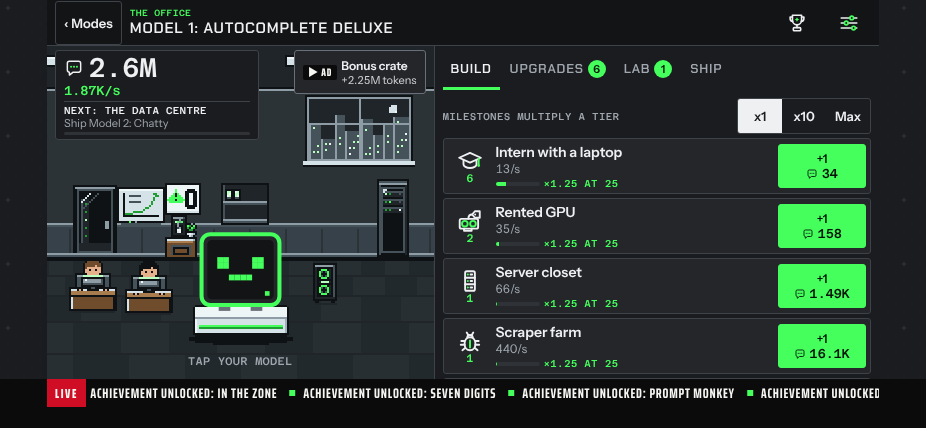 ‹ Modes
THE OFFICE
MODEL 1: AUTOCOMPLETE DELUXE
2.6M
1.87K/s
NEXT: THE DATA CENTRE
Ship Model 2: Chatty
AD
Bonus crate
+2.25M tokens
TAP YOUR MODEL
BUILD
UPGRADES 6
LAB 1
SHIP
MILESTONES MULTIPLY A TIER
x1
x10
Max
Intern with a laptop
13/s
6
×1.25 AT 25
+1
34
Rented GPU
35/s
2
×1.25 AT 25
+1
158
Server closet
66/s
1
×1.25 AT 25
+1
1.49K
Scraper farm
440/s
1
×1.25 AT 25
+1
16.1K
LIVE
ACHIEVEMENT UNLOCKED: IN THE ZONE ■ ACHIEVEMENT UNLOCKED: SEVEN DIGITS ■ ACHIEVEMENT UNLOCKED: PROMPT MONKEY ■ ACHIEVEMENT UNLOCKED